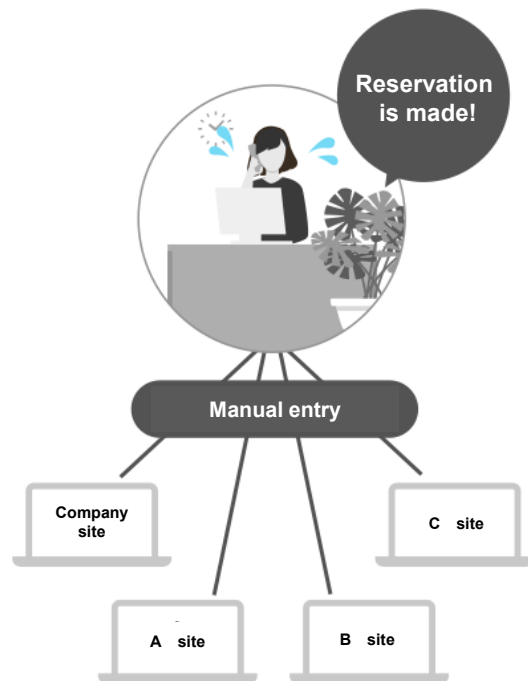 Reservation
is made!
Manual entry
Company
site
C site
A site
B site